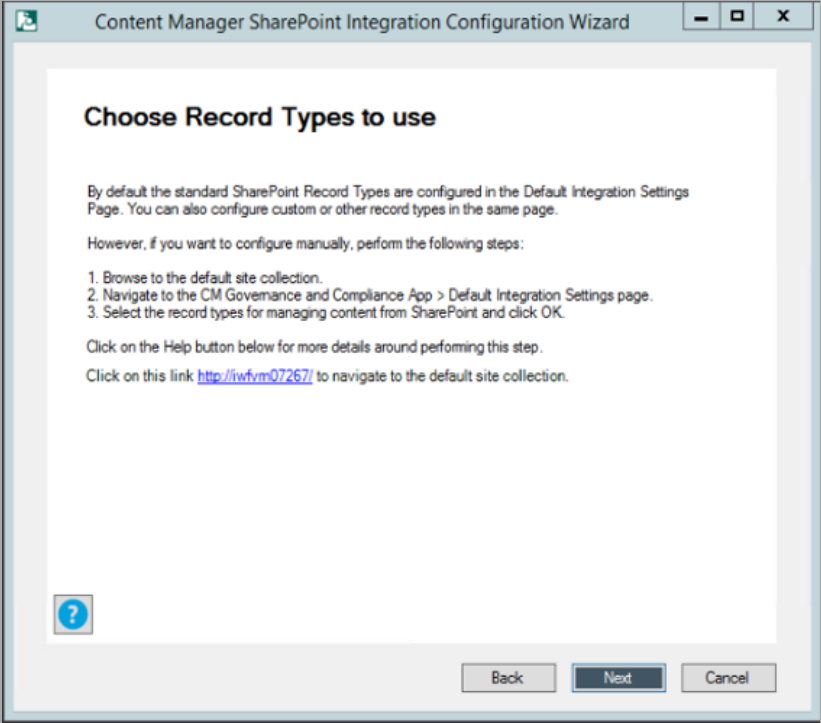 Content Manager SharePoint Integration Configuration Wizard
Choose Record Types to use
By default the standard SharePoint Record Types are configured in the Default Integration Settings
Page. You can also configure custom or other record types in the same page.
However, if you want to configure manually, perform the following steps:
1. Browse to the default site collection.
2. Navigate to the CM Governance and Compliance App > Default Integration Settings page.
3. Select the record types for managing content from SharePoint and click OK.
Click on the Help button below for more details around performing this step.
Click on this link http://iwfvm07267/ to navigate to the default site collection.
?
Back Next Cancel